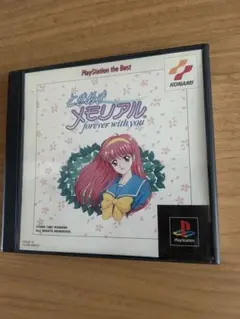 PlayStation the Best
KONAMI
ときめき
メモリアル
forever with you
PlayStation